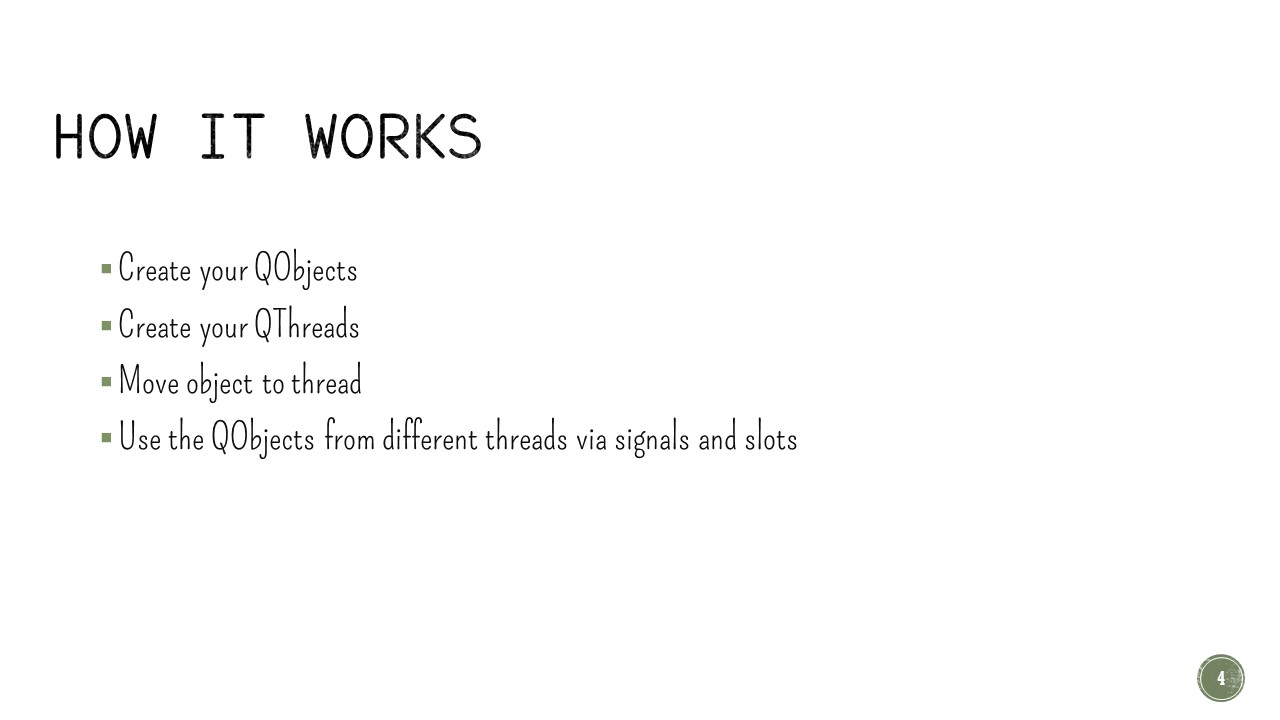 HOW IT WORKS
▪ Create your QObjects
▪ Create your QThreads
▪ Move object to thread
▪ Use the QObjects from different threads via signals and slots
4